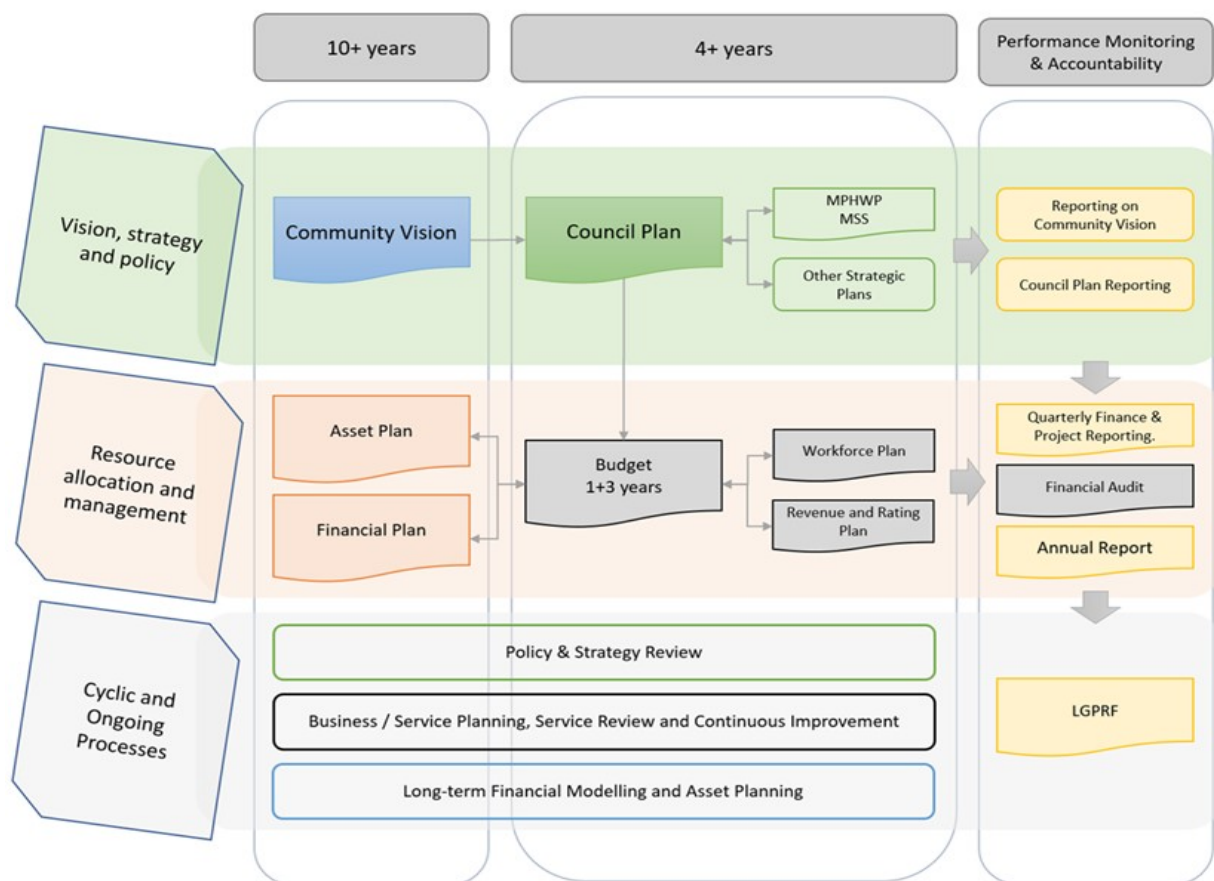 10+ years
4+ years
Performance Monitoring
& Accountability
Vision, strategy
and policy
Community Vision
Council Plan
MPHWP
MSS
Other Strategic
Plans
Reporting on
Community Vision
Council Plan Reporting
Resource
allocation and
management
Asset Plan
Financial Plan
Budget
1+3 years
Workforce Plan
Revenue and Rating
Plan
Quarterly Finance &
Project Reporting.
Financial Audit
Annual Report
Cyclic and
Ongoing
Processes
Policy & Strategy Review
Business / Service Planning, Service Review and Continuous Improvement
Long-term Financial Modelling and Asset Planning
LGPRF